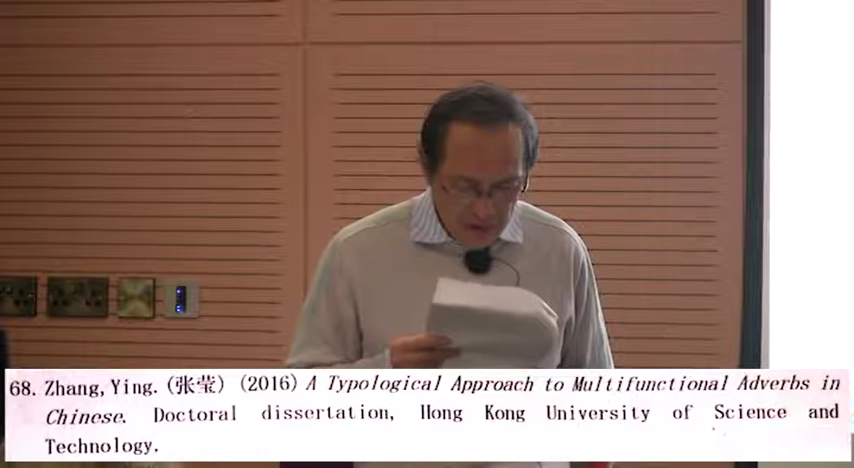 68. Zhang,Ying.(张莹)(2016) A Typological Approach to Multifunctional Adverbs in
Chinese. Doctoral dissertation, Hong Kong University of Science and
Technology.